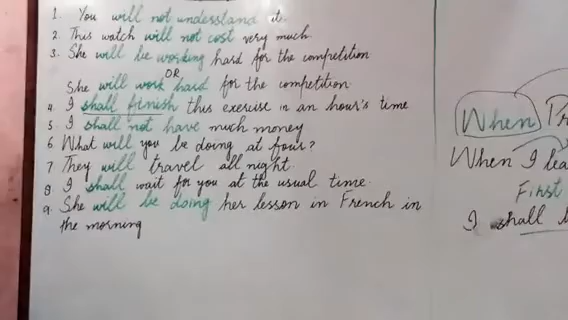 1. You will not understand it.
2. This watch will not cost very much.
3. She will be working hard for the competition
OR
She will work hard for the competition
4. I shall finish this exercise in an hour's time
5. I shall not have much money
6. What will you be doing at four?
7. They will travel all night.
8. I shall wait for you at the usual time.
9. She will be doing her lesson in French in
the morning
When
When I
First
I shall